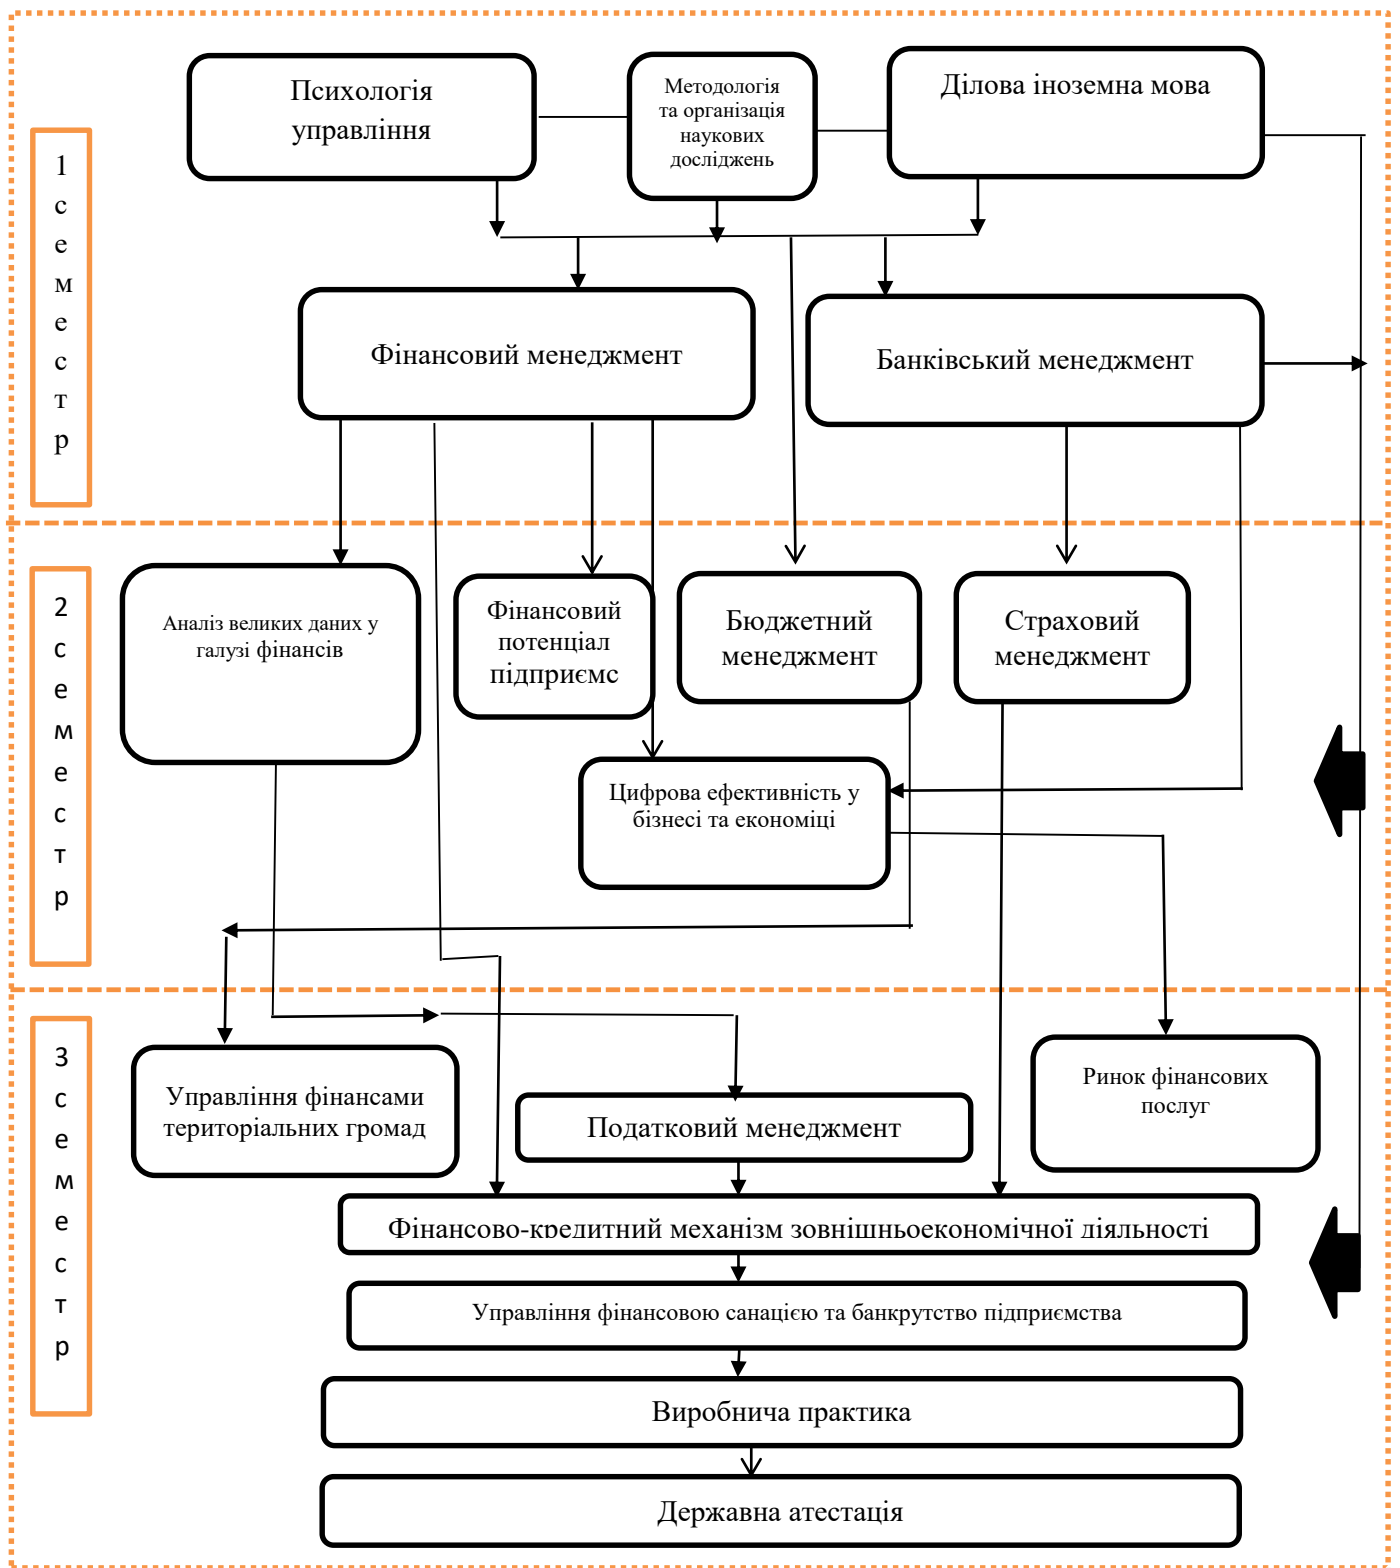 Психологія
управління
Методологія
та організація
наукових
досліджень
Ділова іноземна мова
1
с
е
м
е
с
т
р
Фінансовий менеджмент
Банківський менеджмент
2
с
е
м
е
с
т
р
Аналіз великих даних у
галузі фінансів
Фінансовий
потенціал
підприємс
Бюджетний
менеджмент
Страховий
менеджмент
Цифрова ефективність у
бізнесі та економіці
3
с
е
м
е
с
т
р
Управління фінансами
територіальних громад
Податковий менеджмент
Ринок фінансових
послуг
Фінансово-кредитний механізм зовнішньоекономічної діяльності
Управління фінансовою санацією та банкрутство підприємства
Виробнича практика
Державна атестація